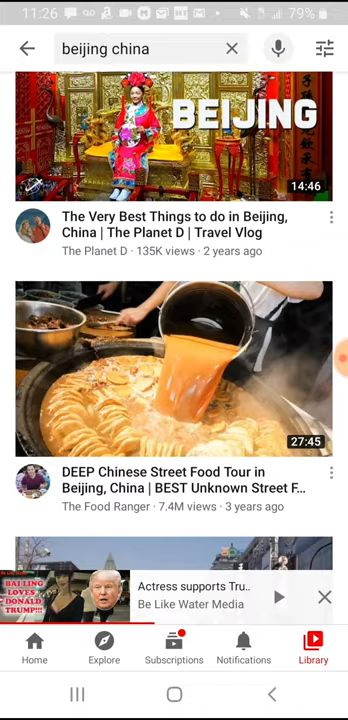 11:26
79%
beijing china
BEIJING
14:46
The Very Best Things to do in Beijing,
China | The Planet D | Travel Vlog
The Planet D · 135K views · 2 years ago
27:45
DEEP Chinese Street Food Tour in
Beijing, China | BEST Unknown Street F...
The Food Ranger · 7.4M views · 3 years ago
BAI LING
LOVES
DONALD
TRUMP!!!
Actress supports Tru..
Be Like Water Media
Home
Explore
Subscriptions
Notifications
Library